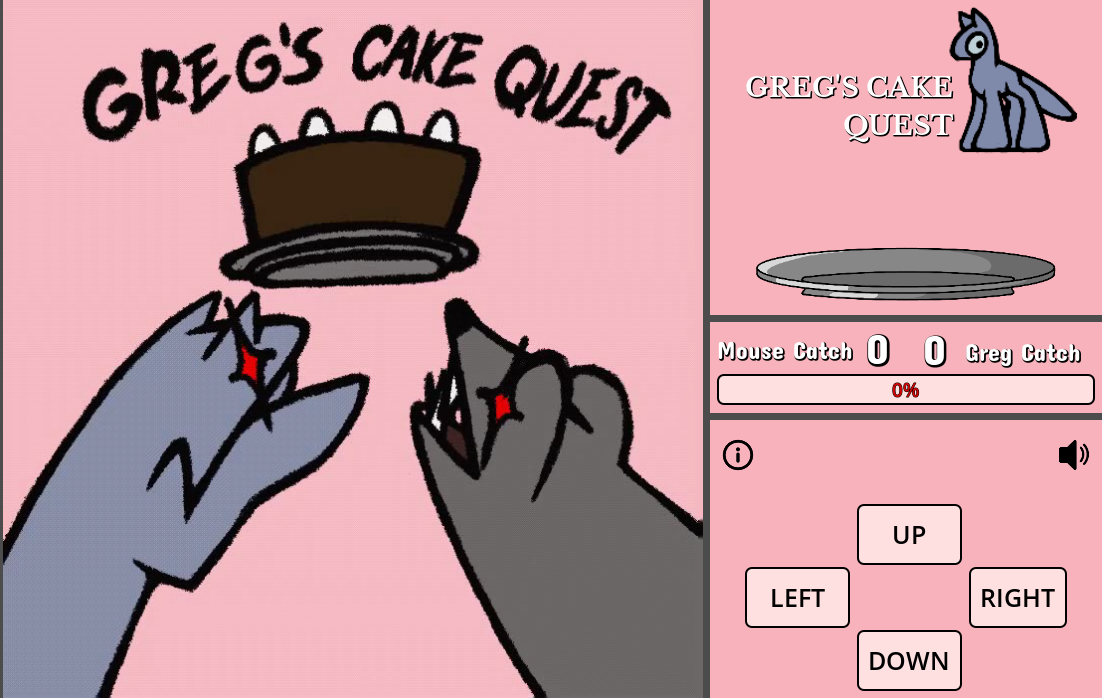 GREG'S CAKE QUEST
GREG'S CAKE
QUEST
Mouse Catch 0 0 Greg Catch
0%
UP
LEFT RIGHT
DOWN